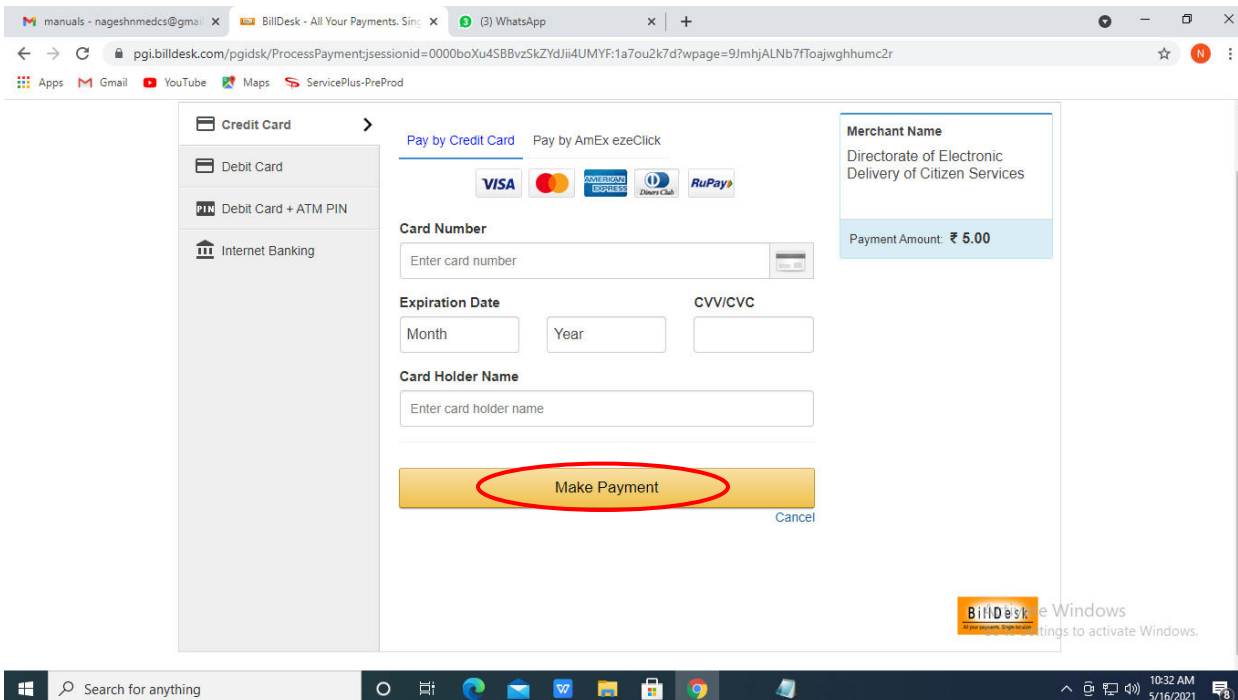 manuals - nageshnmedcs@gmai
BillDesk - All Your Payments. Sing
(3) WhatsApp
pgi.billdesk.com/pgidsk/ProcessPayment;jsessionid=0000boXu4SBBvzSkZYdJii4UMYF:1a7ou2k7d?wpage=9JmhjALNb7fToajwghhumc2r
N
Apps Gmail YouTube Maps ServicePlus-PreProd
Credit Card
Debit Card
PIN Debit Card + ATM PIN
Internet Banking
Pay by Credit Card Pay by AmEx ezeClick
VISA AMERICAN EXPRESS Diners Club RuPay
Card Number
Enter card number
Expiration Date CVV/CVC
Month Year
Card Holder Name
Enter card holder name
Make Payment
Cancel
Merchant Name
Directorate of Electronic
Delivery of Citizen Services
Payment Amount: ₹ 5.00
BillDesk
Windows
to activate Windows.
Search for anything
10:32 AM
5/16/2021
8